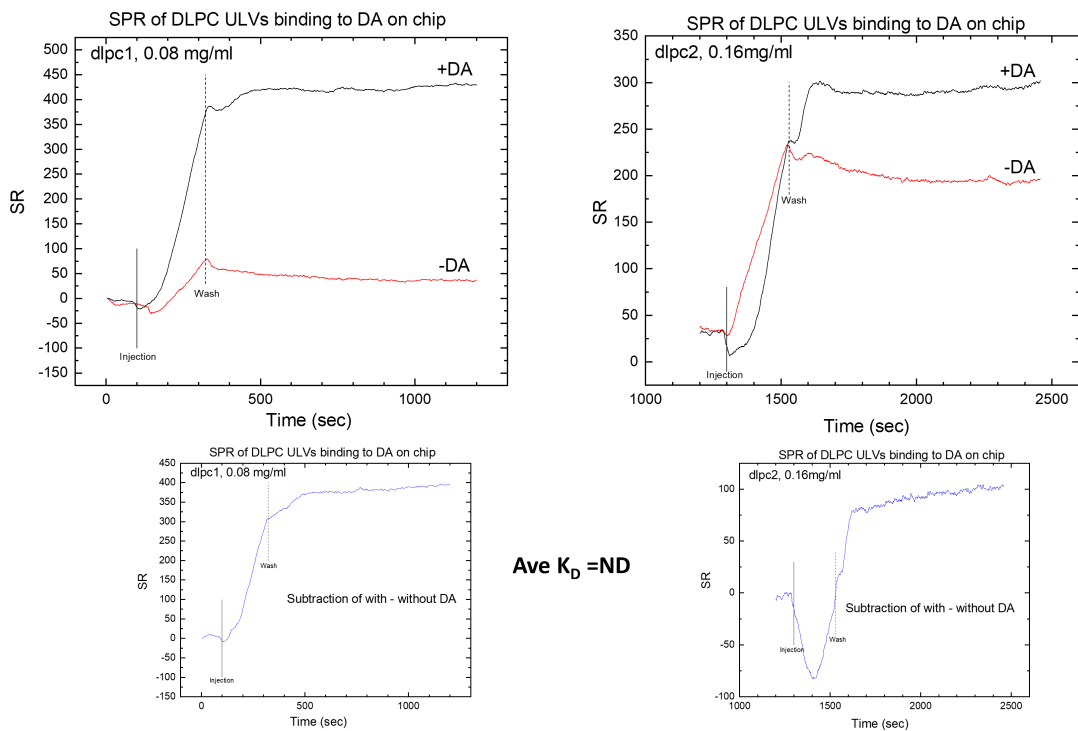 SPR of DLPC ULVs binding to DA on chip
dlpc1, 0.08 mg/ml
+DA
-DA
Wash
Injection
500
450
400
350
300
250
200
150
100
50
0
-50
-100
-150
SR
0
500
1000
Time (sec)
SPR of DLPC ULVs binding to DA on chip
dlpc2, 0.16mg/ml
+DA
-DA
Wash
Injection
350
300
250
200
150
100
50
0
SR
1000
1500
2000
2500
Time (sec)
SPR of DLPC ULVs binding to DA on chip
dlpc1, 0.08 mg/ml
Wash
Subtraction of with - without DA
Injection
450
400
350
300
250
200
150
100
50
0
-50
-100
-150
SR
0
500
1000
Time (sec)
Ave KD =ND
SPR of DLPC ULVs binding to DA on chip
dlpc2, 0.16mg/ml
Subtraction of with - without DA
Wash
Injection
100
50
0
-50
-100
SR
1000
1500
2000
2500
Time (sec)